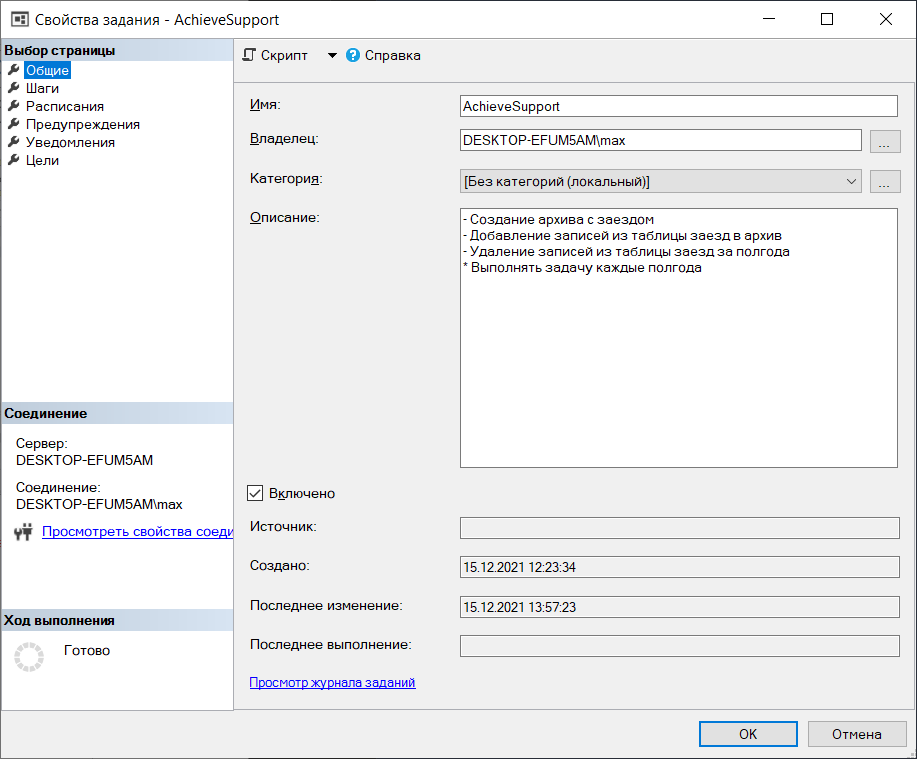 Свойства задания - AchieveSupport
Выбор страницы
Общие
Шаги
Расписания
Предупреждения
Уведомления
Цели
Соединение
Сервер:
DESKTOP-EFUM5AM
Соединение:
DESKTOP-EFUM5AM\max
Просмотреть свойства соеди
Ход выполнения
Готово
Скрипт
? Справка
Имя:
AchieveSupport
Владелец:
DESKTOP-EFUM5AM\max
...
Категория:
[Без категорий (локальный)]
...
Описание:
- Создание архива с заездом
- Добавление записей из таблицы заезд в архив
- Удаление записей из таблицы заезд за полгода
* Выполнять задачу каждые полгода
Включено
Источник:
Создано:
15.12.2021 12:23:34
Последнее изменение:
15.12.2021 13:57:23
Последнее выполнение:
Просмотр журнала заданий
OK
Отмена